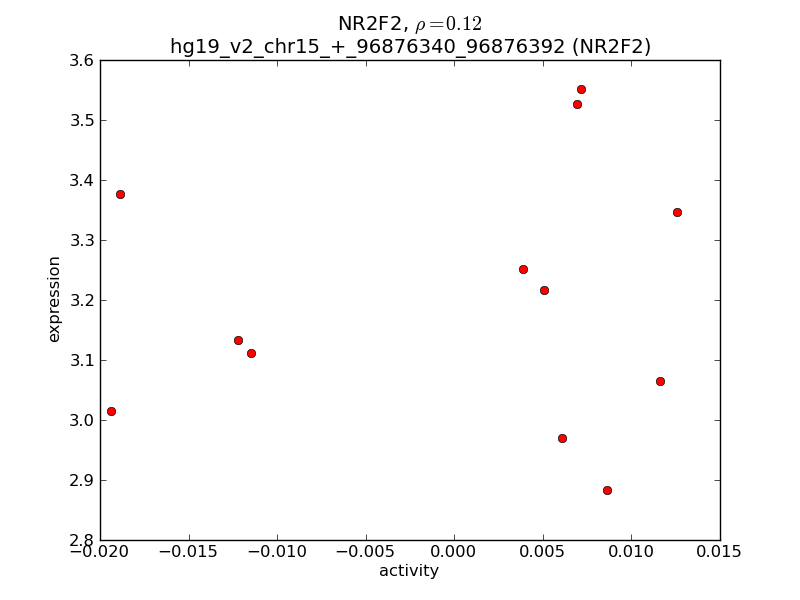 NR2F2, ρ = 0.12
hg19_v2_chr15_+_96876340_96876392 (NR2F2)
3.6
3.5
3.4
3.3
3.2
3.1
3.0
2.9
2.8
expression
−0.020 −0.015 −0.010 −0.005 0.000 0.005 0.010 0.015
activity